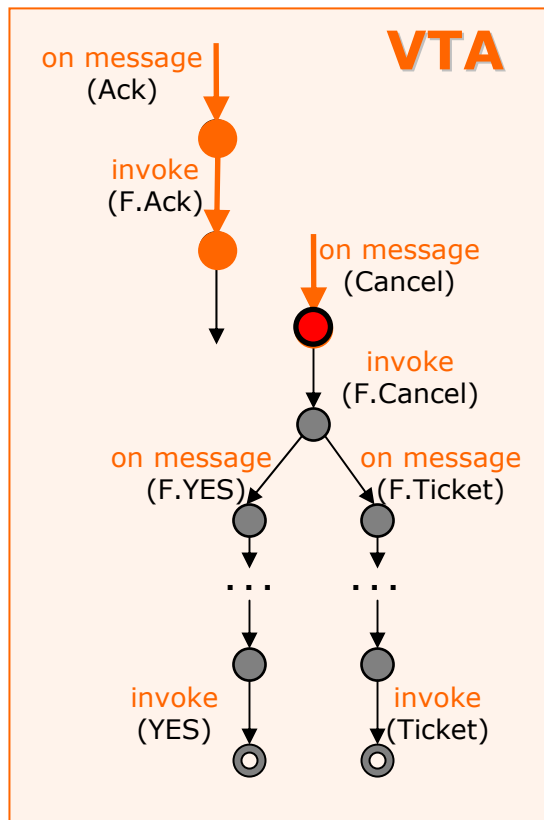 VTA
on message
(Ack)
invoke
(F.Ack)
on message
(Cancel)
invoke
(F.Cancel)
on message
(F.YES)
on message
(F.Ticket)
. . .
. . .
invoke
(YES)
invoke
(Ticket)